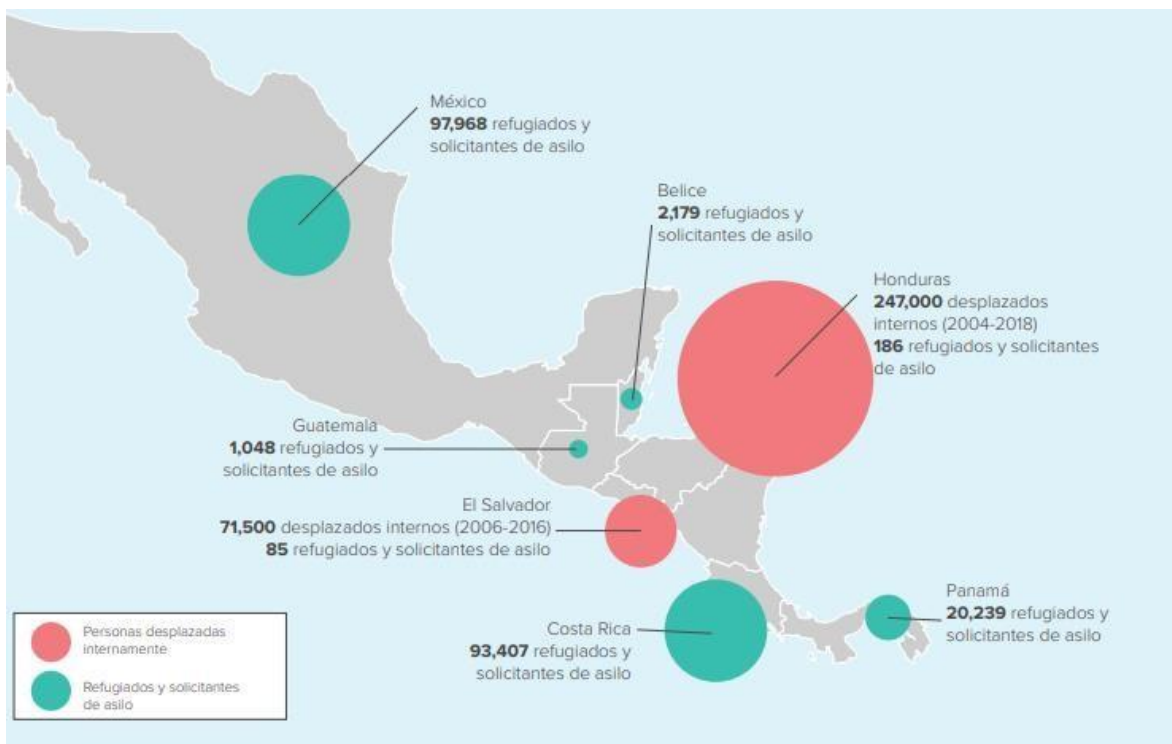 México
97,968 refugiados y
solicitantes de asilo
Belice
2,179 refugiados y
solicitantes de asilo
Honduras
247,000 desplazados
internos (2004-2018)
186 refugiados y solicitantes
de asilo
Guatemala
1,048 refugiados y
solicitantes de asilo
El Salvador
71,500 desplazados internos (2006-2016)
85 refugiados y solicitantes de asilo
Costa Rica
93,407 refugiados y
solicitantes de asilo
Panamá
20,239 refugiados y
solicitantes de asilo
Personas desplazadas
internamente
Refugiados y solicitantes
de asilo